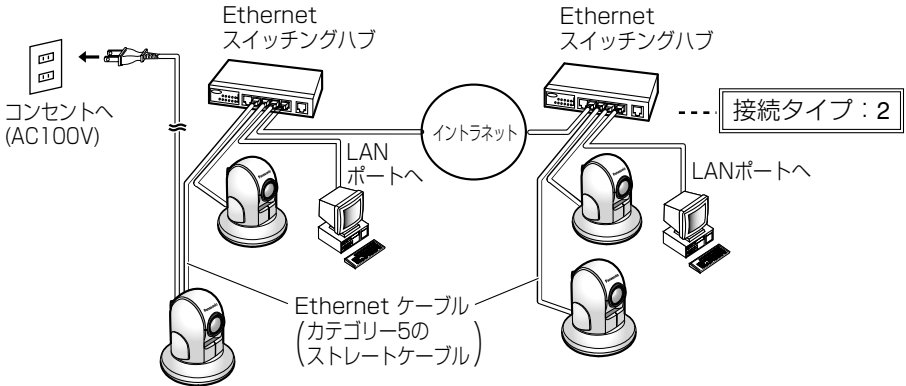 Ethernet
スイッチングハブ
Ethernet
スイッチングハブ
コンセントへ
(AC100V)
イントラネット
接続タイプ：2
LAN
ポートへ
LANポートへ
Ethernet ケーブル
(カテゴリー5の
ストレートケーブル)